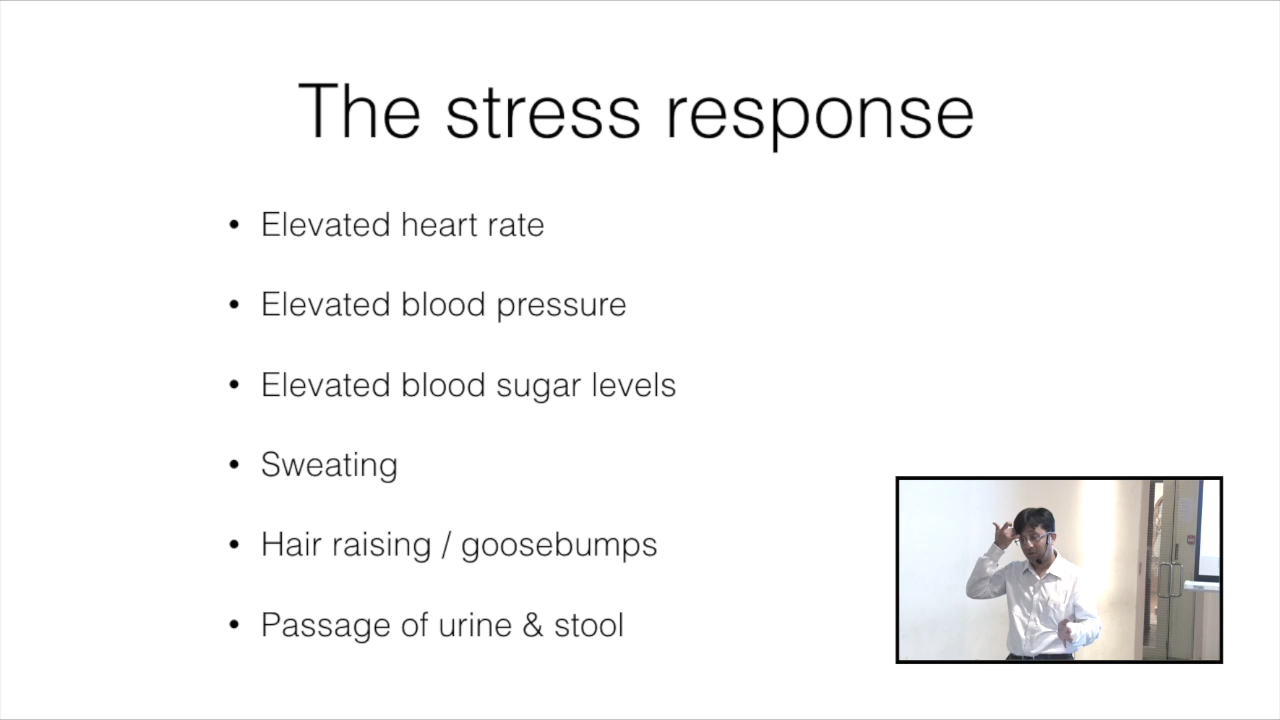 The stress response
• Elevated heart rate
• Elevated blood pressure
• Elevated blood sugar levels
• Sweating
• Hair raising / goosebumps
• Passage of urine & stool